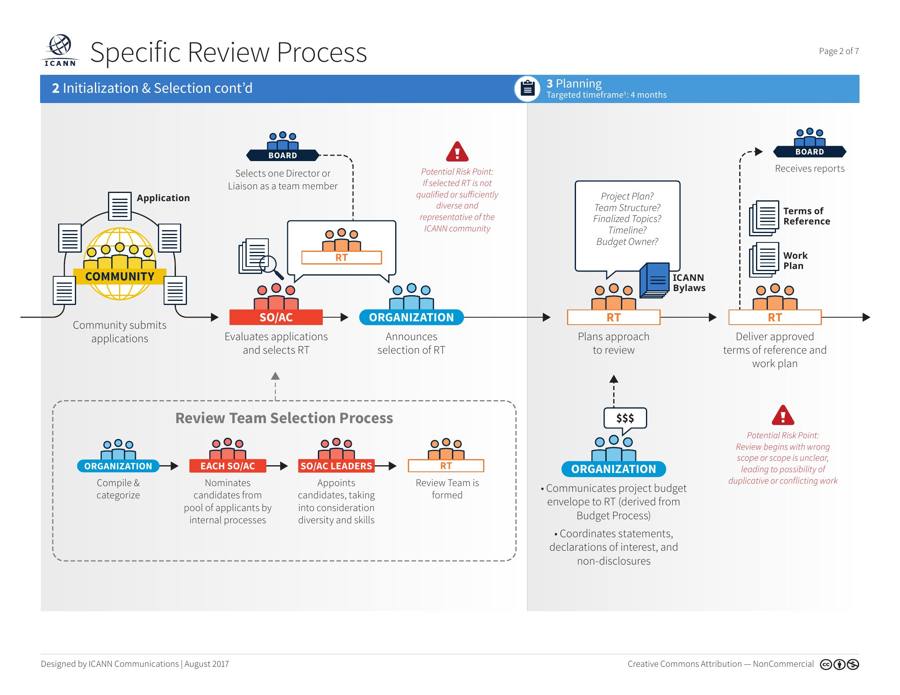 ICANN
Specific Review Process
Page 2 of 7
2 Initialization & Selection cont’d
3 Planning
Targeted timeframe¹: 4 months
BOARD
Selects one Director or
Liaison as a team member
Potential Risk Point:
If selected RT is not
qualified or sufficiently
diverse and
representative of the
ICANN community
Application
COMMUNITY
Community submits
applications
RT
SO/AC
Evaluates applications
and selects RT
ORGANIZATION
Announces
selection of RT
Review Team Selection Process
ORGANIZATION
Compile &
categorize
EACH SO/AC
Nominates
candidates from
pool of applicants by
internal processes
SO/AC LEADERS
Appoints
candidates, taking
into consideration
diversity and skills
RT
Review Team is
formed
Project Plan?
Team Structure?
Finalized Topics?
Timeline?
Budget Owner?
ICANN
Bylaws
RT
Plans approach
to review
$$$
ORGANIZATION
• Communicates project budget
envelope to RT (derived from
Budget Process)
• Coordinates statements,
declarations of interest, and
non-disclosures
BOARD
Receives reports
Terms of
Reference
Work
Plan
RT
Deliver approved
terms of reference and
work plan
Potential Risk Point:
Review begins with wrong
scope or scope is unclear,
leading to possibility of
duplicative or conflicting work
Designed by ICANN Communications | August 2017
Creative Commons Attribution — NonCommercial